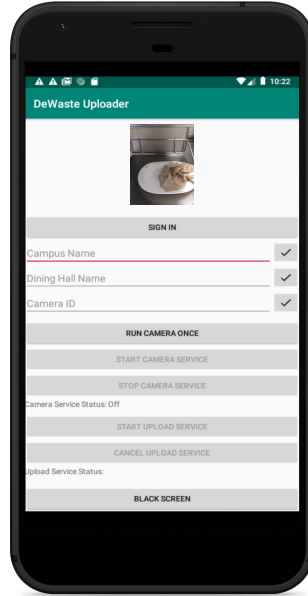 10:22
DeWaste Uploader
SIGN IN
Campus Name
Dining Hall Name
Camera ID
RUN CAMERA ONCE
START CAMERA SERVICE
STOP CAMERA SERVICE
Camera Service Status: Off
START UPLOAD SERVICE
CANCEL UPLOAD SERVICE
Upload Service Status:
BLACK SCREEN